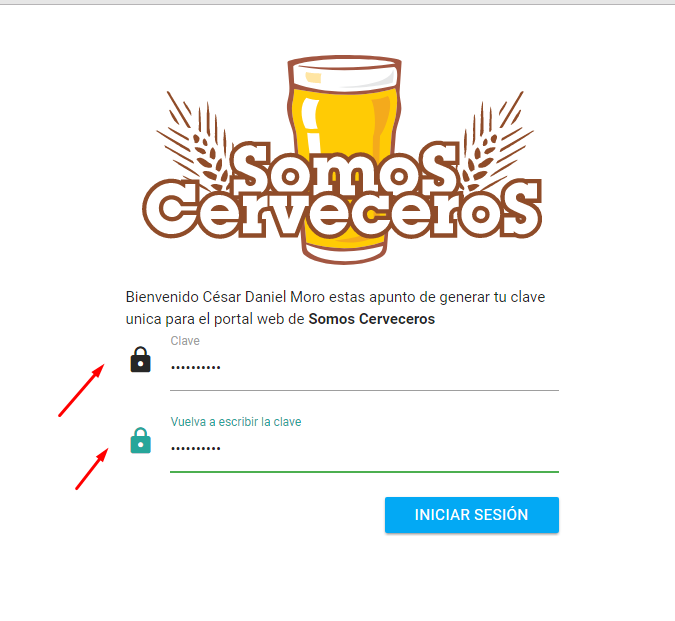 Somos
Cerveceros
Bienvenido César Daniel Moro estas apunto de generar tu clave
unica para el portal web de Somos Cerveceros
Clave
••••••••••
Vuelva a escribir la clave
••••••••••
INICIAR SESIÓN